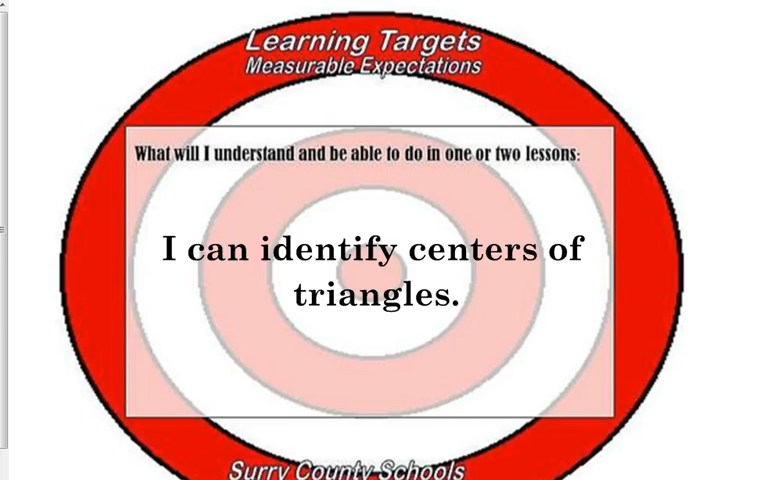 Learning Targets
Measurable Expectations
What will I understand and be able to do in one or two lessons:
I can identify centers of
triangles.
Surry County Schools